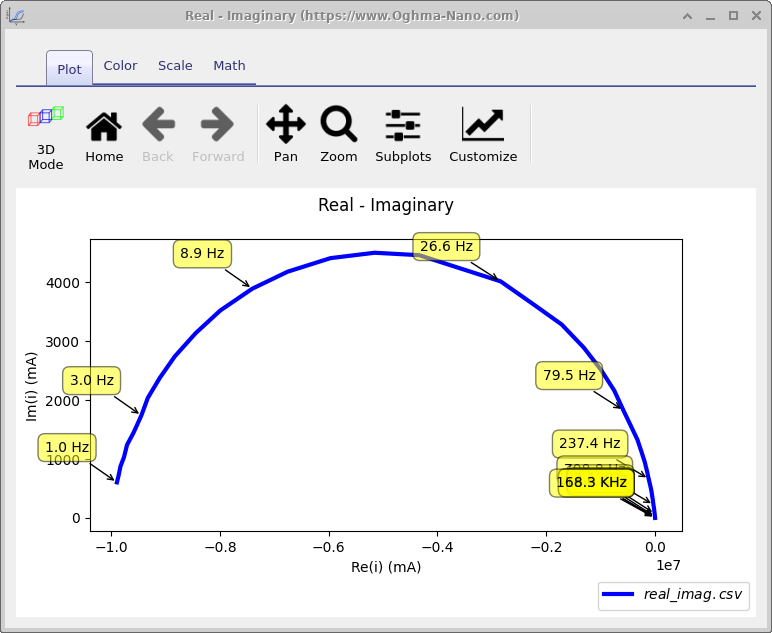 Real - Imaginary (https://www.Oghma-Nano.com)
Plot Color Scale Math
3D Mode Home Back Forward Pan Zoom Subplots Customize
Real - Imaginary
8.9 Hz
26.6 Hz
3.0 Hz
79.5 Hz
1.0 Hz
237.4 Hz
168.3 KHz
4000
3000
2000
1000
0
Im(i) (mA)
−1.0 −0.8 −0.6 −0.4 −0.2 0.0
1e7
Re(i) (mA)
real_imag.csv